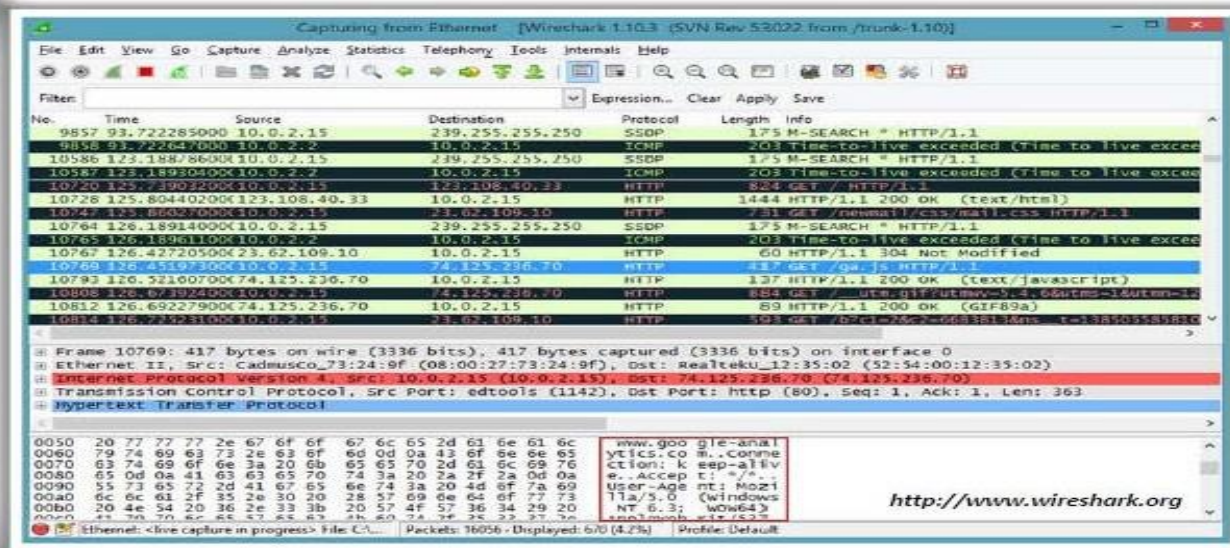 Capturing from Ethernet [Wireshark 1.10.3 (SVN Rev 53022 from /trunk-1.10)]
File Edit View Go Capture Analyze Statistics Telephony Tools Internals Help
Filter: Expression... Clear Apply Save
No. Time Source Destination Protocol Length Info
9857 93.722285000 10.0.2.15 239.255.255.250 SSDP 175 M-SEARCH * HTTP/1.1
9858 93.722647000 10.0.2.2 10.0.2.15 ICMP 203 Time-to-live exceeded (Time to live excee
10586 123.18878600(10.0.2.15 239.255.255.250 SSDP 175 M-SEARCH * HTTP/1.1
10587 123.18930400(10.0.2.2 10.0.2.15 ICMP 203 Time-to-live exceeded (Time to live excee
10720 125.73903200(10.0.2.15 123.108.40.33 HTTP 824 GET / HTTP/1.1
10728 125.80440200(123.108.40.33 10.0.2.15 HTTP 1444 HTTP/1.1 200 OK (text/html)
10747 125.86027000(10.0.2.15 23.62.109.10 HTTP 731 GET /newmail/css/mail.css HTTP/1.1
10764 126.18914000(10.0.2.15 239.255.255.250 SSDP 175 M-SEARCH * HTTP/1.1
10765 126.18961100(10.0.2.2 10.0.2.15 ICMP 203 Time-to-live exceeded (Time to live excee
10767 126.42720500(23.62.109.10 10.0.2.15 HTTP 60 HTTP/1.1 304 Not Modified
10769 126.45197300(10.0.2.15 74.125.236.70 HTTP 417 GET /ga.js HTTP/1.1
10793 126.52160700(74.125.236.70 10.0.2.15 HTTP 137 HTTP/1.1 200 OK (text/javascript)
10808 126.67392400(10.0.2.15 74.125.236.70 HTTP 884 GET /__utm.gif?utmwv=5.4.6&utms=1&utmn=12
10812 126.69227900(74.125.236.70 10.0.2.15 HTTP 89 HTTP/1.1 200 OK (GIF89a)
10814 126.72523100(10.0.2.15 23.62.109.10 HTTP 593 GET
Frame 10769: 417 bytes on wire (3336 bits), 417 bytes captured (3336 bits) on interface 0
Ethernet II, Src: CadmusCo_73:24:9f (08:00:27:73:24:9f), Dst: RealtekU_12:35:02 (52:54:00:12:35:02)
Internet Protocol Version 4, Src: 10.0.2.15 (10.0.2.15), Dst: 74.125.236.70 (74.125.236.70)
Transmission Control Protocol, Src Port: edtools (1142), Dst Port: http (80), Seq: 1, Ack: 1, Len: 363
Hypertext Transfer Protocol
0050 20 77 77 77 2e 67 6f 6f 67 6c 65 2d 61 6e 61 6c www.goo gle-anal
0060 79 74 69 63 73 2e 63 6f 6d 0d 0a 43 6f 6e 6e 65 ytics.co m..Conne
0070 63 74 69 6f 6e 3a 20 6b 65 65 70 2d 61 6c 69 76 ction: k eep-aliv
0080 65 0d 0a 41 63 63 65 70 74 3a 20 2a 2f 2a 0d 0a e..Accep t: */*..
0090 55 73 65 72 2d 41 67 65 6e 74 3a 20 4d 6f 7a 69 User-Age nt: Mozi
00a0 6c 6c 61 2f 35 2e 30 20 28 57 69 6e 64 6f 77 73 lla/5.0 (Windows
00b0 20 4e 54 20 36 2e 33 3b 20 57 4f 57 36 34 29 20 NT 6.3; WOW64)
http://www.wireshark.org
Ethernet: <live capture in progress> File: C:\... Packets: 16056 · Displayed: 670 (4.2%) Profile: Default